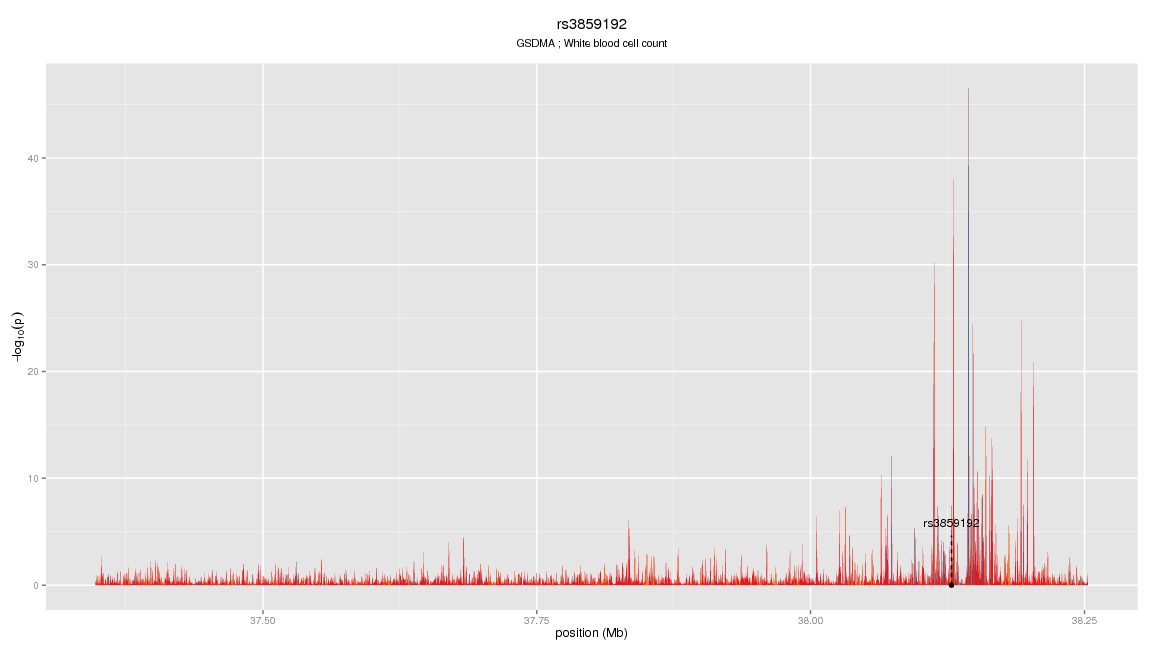 rs3859192
GSDMA ; White blood cell count
−log10(p)
40
30
20
10
0
rs3859192
37.50
37.75
38.00
38.25
position (Mb)